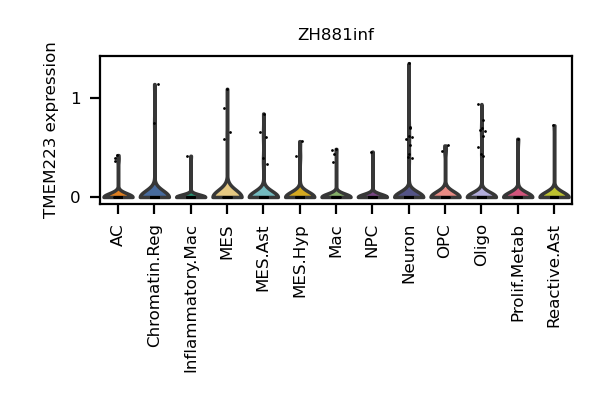 ZH881inf
TMEM223 expression
1
0
AC
Chromatin.Reg
Inflammatory.Mac
MES
MES.Ast
MES.Hyp
Mac
NPC
Neuron
OPC
Oligo
Prolif.Metab
Reactive.Ast